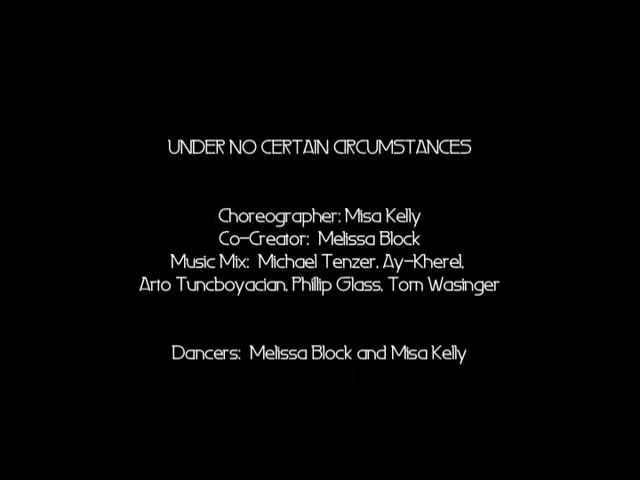 UNDER NO CERTAIN CIRCUMSTANCES
Choreographer: Misa Kelly
Co-Creator: Melissa Block
Music Mix: Michael Tenzer, Ay-Kherel,
Arto Tuncboyacian, Phillip Glass, Tom Wasinger
Dancers: Melissa Block and Misa Kelly